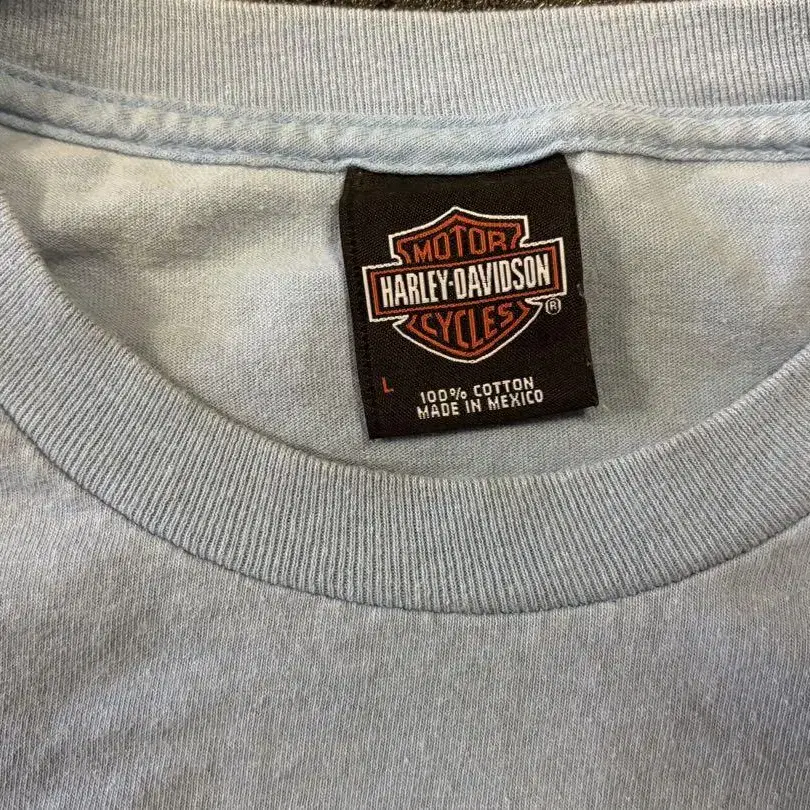 MOTOR
HARLEY-DAVIDSON
CYCLES
®
L
100% COTTON
MADE IN MEXICO